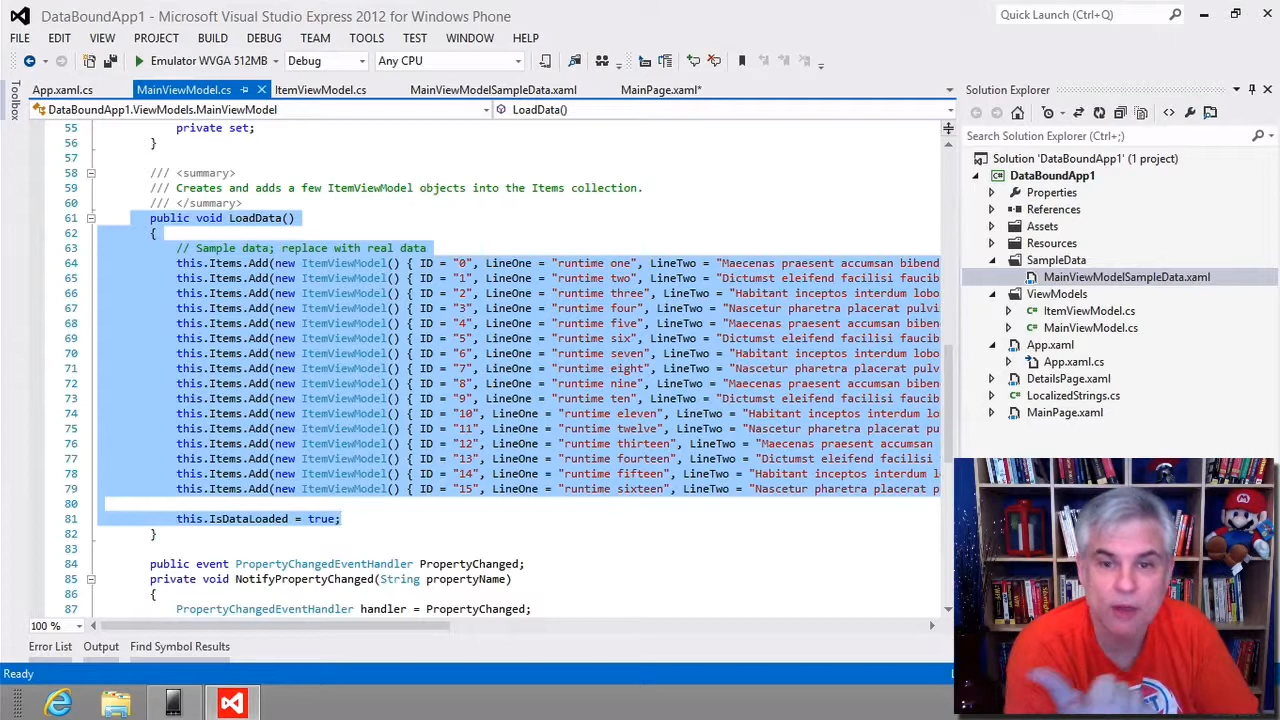 DataBoundApp1 - Microsoft Visual Studio Express 2012 for Windows Phone
Quick Launch (Ctrl+Q)
FILE EDIT VIEW PROJECT BUILD DEBUG TEAM TOOLS TEST WINDOW HELP
Emulator WVGA 512MB Debug Any CPU
Toolbox
App.xaml.cs MainViewModel.cs ItemViewModel.cs MainViewModelSampleData.xaml MainPage.xaml*
DataBoundApp1.ViewModels.MainViewModel LoadData()
55 private set;
56 }
57
58 /// <summary>
59 /// Creates and adds a few ItemViewModel objects into the Items collection.
60 /// </summary>
61 public void LoadData()
62 {
63 // Sample data; replace with real data
64 this.Items.Add(new ItemViewModel() { ID = "0", LineOne = "runtime one", LineTwo = "Maecenas praesent accumsan bibend
65 this.Items.Add(new ItemViewModel() { ID = "1", LineOne = "runtime two", LineTwo = "Dictumst eleifend facilisi faucib
66 this.Items.Add(new ItemViewModel() { ID = "2", LineOne = "runtime three", LineTwo = "Habitant inceptos interdum lobo
67 this.Items.Add(new ItemViewModel() { ID = "3", LineOne = "runtime four", LineTwo = "Nascetur pharetra placerat pulvi
68 this.Items.Add(new ItemViewModel() { ID = "4", LineOne = "runtime five", LineTwo = "Maecenas praesent accumsan biben
69 this.Items.Add(new ItemViewModel() { ID = "5", LineOne = "runtime six", LineTwo = "Dictumst eleifend facilisi faucib
70 this.Items.Add(new ItemViewModel() { ID = "6", LineOne = "runtime seven", LineTwo = "Habitant inceptos interdum lobo
71 this.Items.Add(new ItemViewModel() { ID = "7", LineOne = "runtime eight", LineTwo = "Nascetur pharetra placerat pulv
72 this.Items.Add(new ItemViewModel() { ID = "8", LineOne = "runtime nine", LineTwo = "Maecenas praesent accumsan biben
73 this.Items.Add(new ItemViewModel() { ID = "9", LineOne = "runtime ten", LineTwo = "Dictumst eleifend facilisi faucib
74 this.Items.Add(new ItemViewModel() { ID = "10", LineOne = "runtime eleven", LineTwo = "Habitant inceptos interdum lo
75 this.Items.Add(new ItemViewModel() { ID = "11", LineOne = "runtime twelve", LineTwo = "Nascetur pharetra placerat pu
76 this.Items.Add(new ItemViewModel() { ID = "12", LineOne = "runtime thirteen", LineTwo = "Maecenas praesent accumsan
77 this.Items.Add(new ItemViewModel() { ID = "13", LineOne = "runtime fourteen", LineTwo = "Dictumst eleifend facilisi
78 this.Items.Add(new ItemViewModel() { ID = "14", LineOne = "runtime fifteen", LineTwo = "Habitant inceptos interdum l
79 this.Items.Add(new ItemViewModel() { ID = "15", LineOne = "runtime sixteen", LineTwo = "Nascetur pharetra placerat p
80
81 this.IsDataLoaded = true;
82 }
83
84 public event PropertyChangedEventHandler PropertyChanged;
85 private void NotifyPropertyChanged(String propertyName)
86 {
87 PropertyChangedEventHandler handler = PropertyChanged;
100 %
Error List Output Find Symbol Results
Ready
Solution Explorer
Search Solution Explorer (Ctrl+;)
Solution 'DataBoundApp1' (1 project)
DataBoundApp1
Properties
References
Assets
Resources
SampleData
MainViewModelSampleData.xaml
ViewModels
ItemViewModel.cs
MainViewModel.cs
App.xaml
App.xaml.cs
DetailsPage.xaml
LocalizedStrings.cs
MainPage.xaml